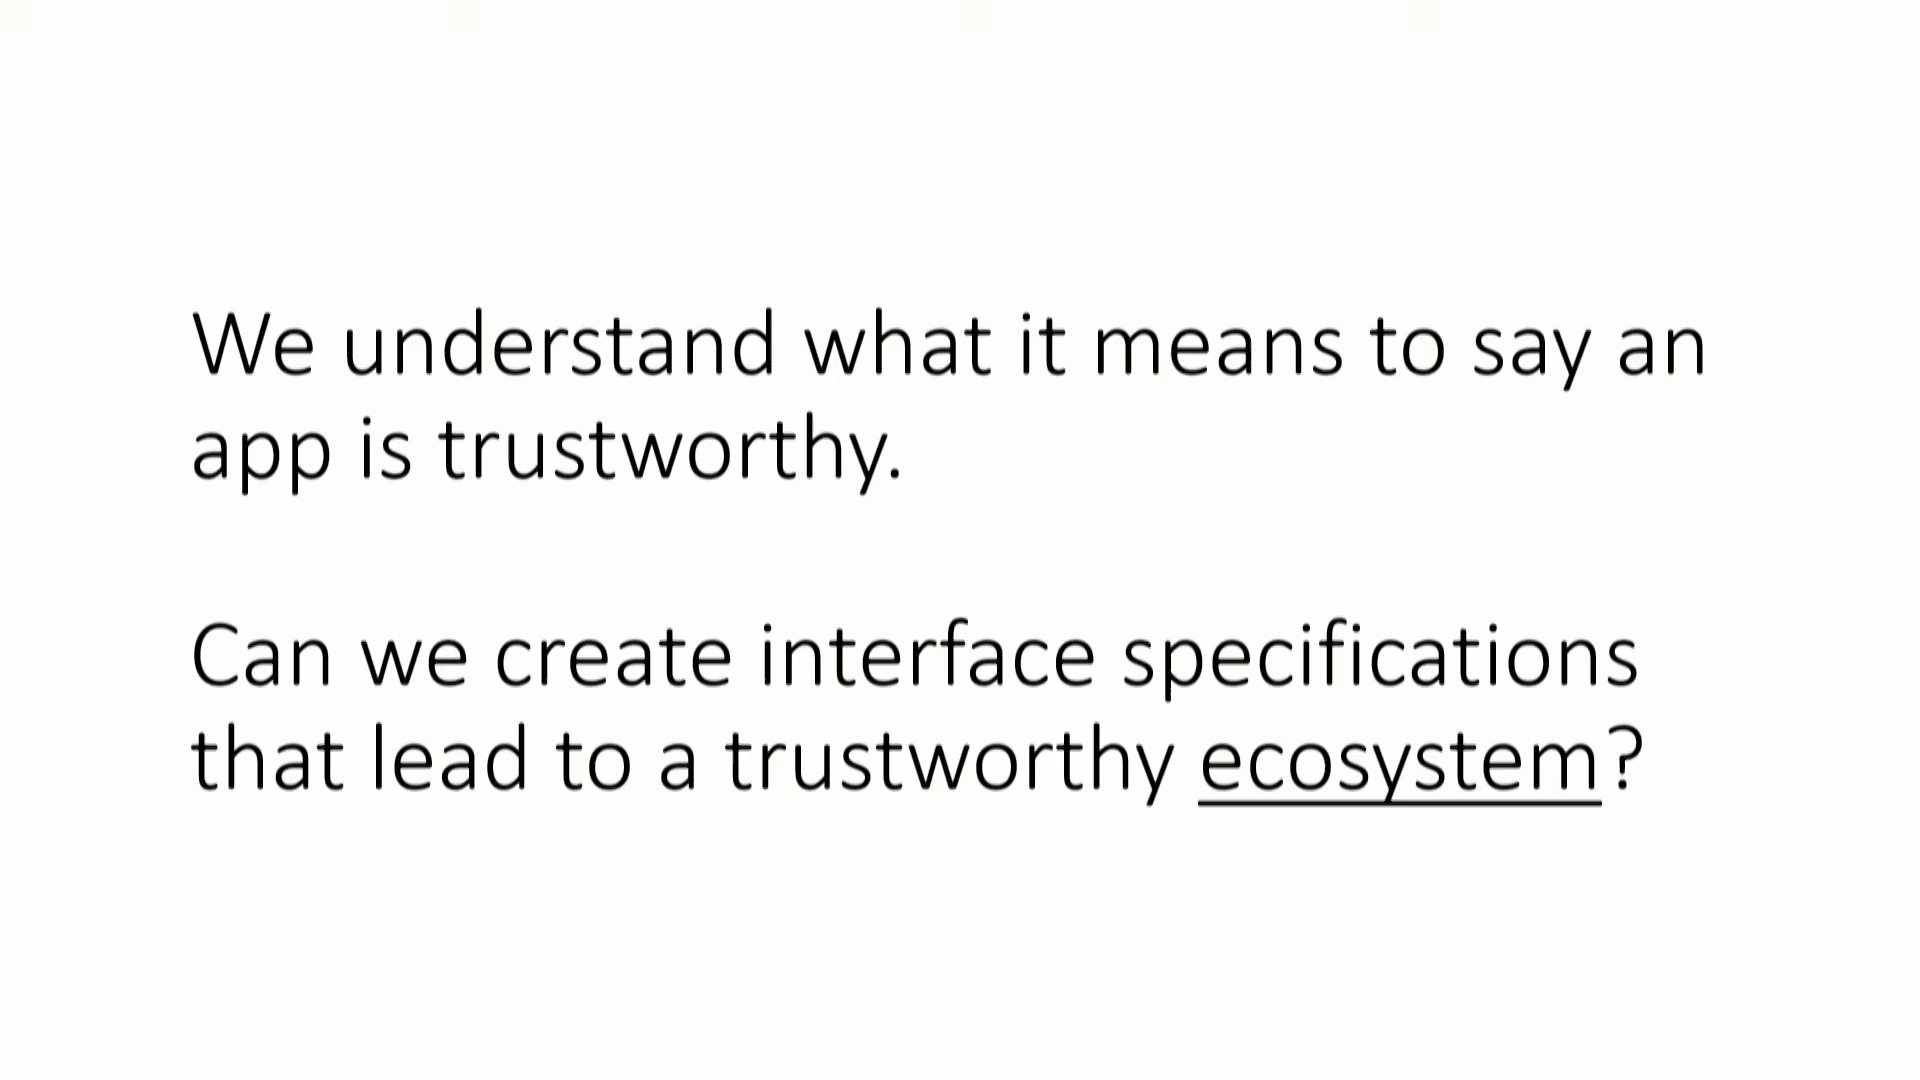 We understand what it means to say an
app is trustworthy.
Can we create interface specifications
that lead to a trustworthy ecosystem?